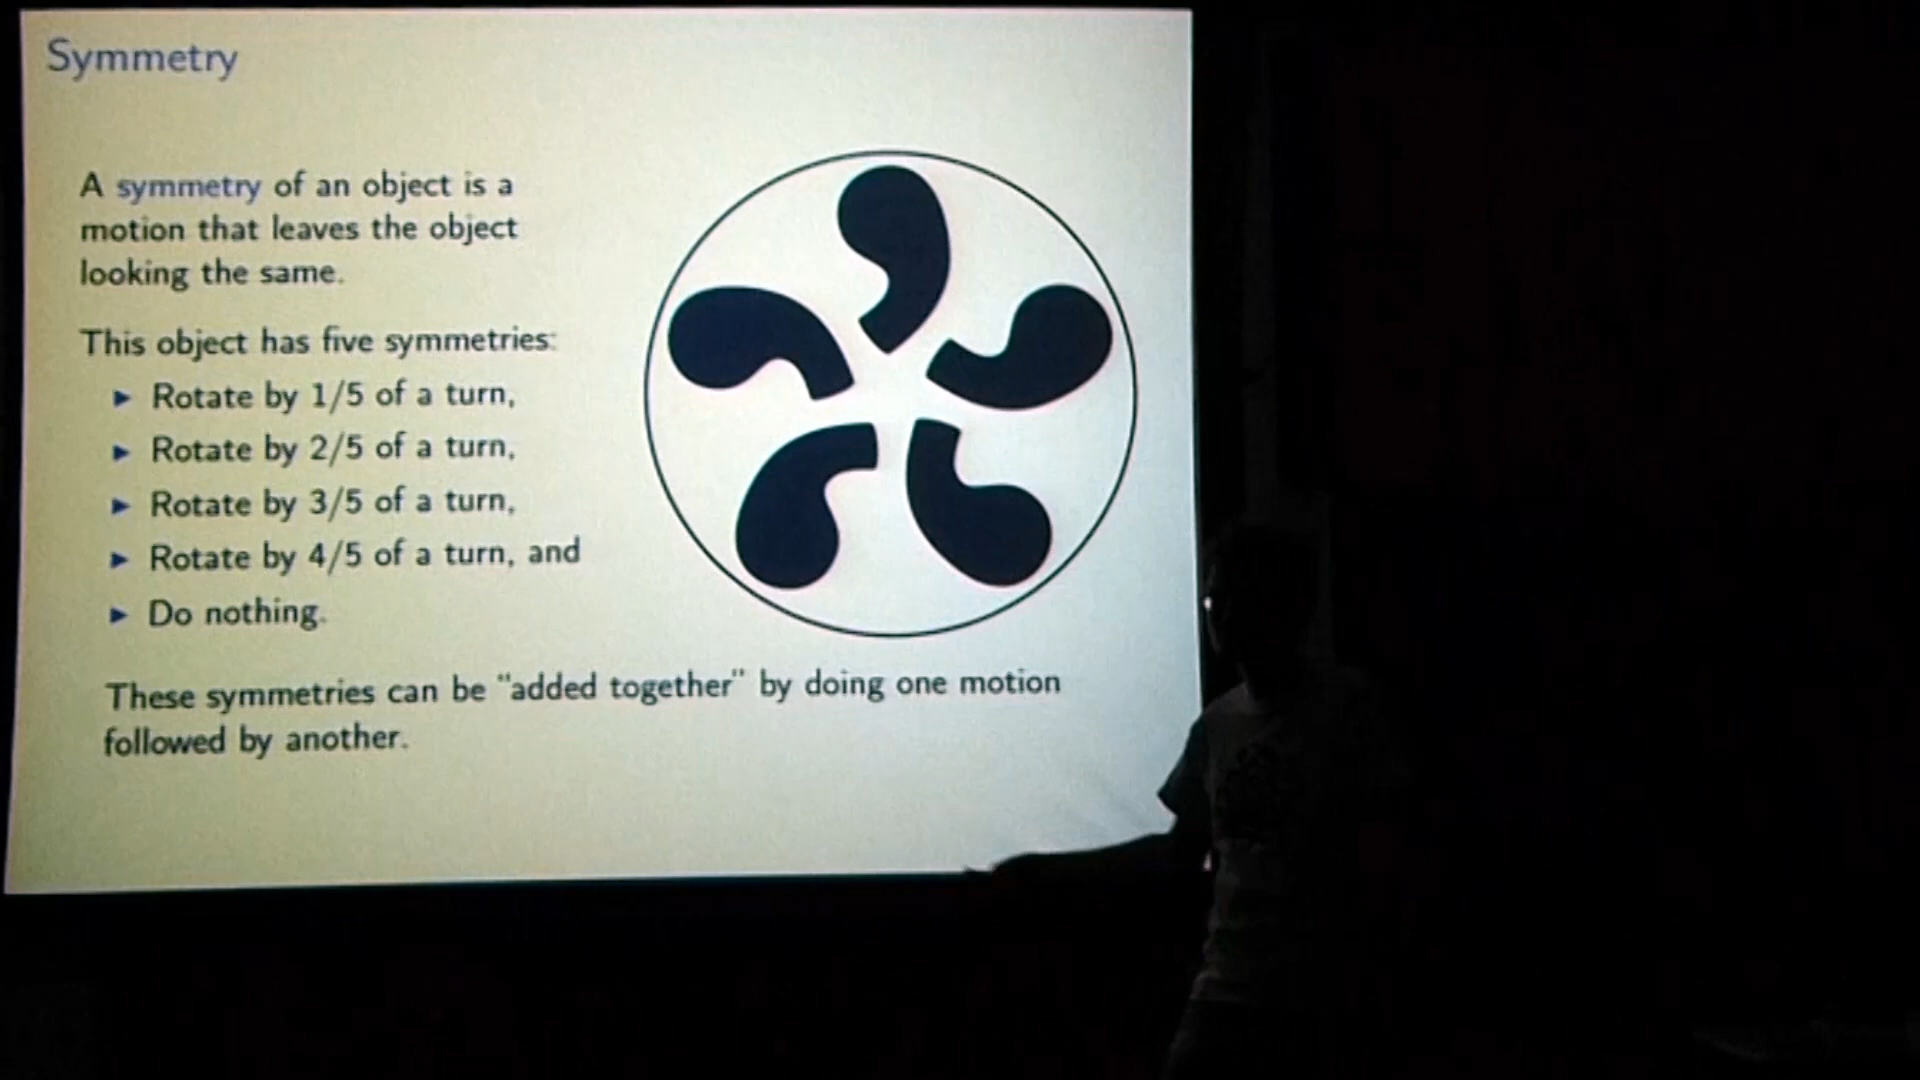 Symmetry
A symmetry of an object is a
motion that leaves the object
looking the same.
This object has five symmetries:
► Rotate by 1/5 of a turn,
► Rotate by 2/5 of a turn,
► Rotate by 3/5 of a turn,
► Rotate by 4/5 of a turn, and
► Do nothing.
These symmetries can be "added together" by doing one motion
followed by another.